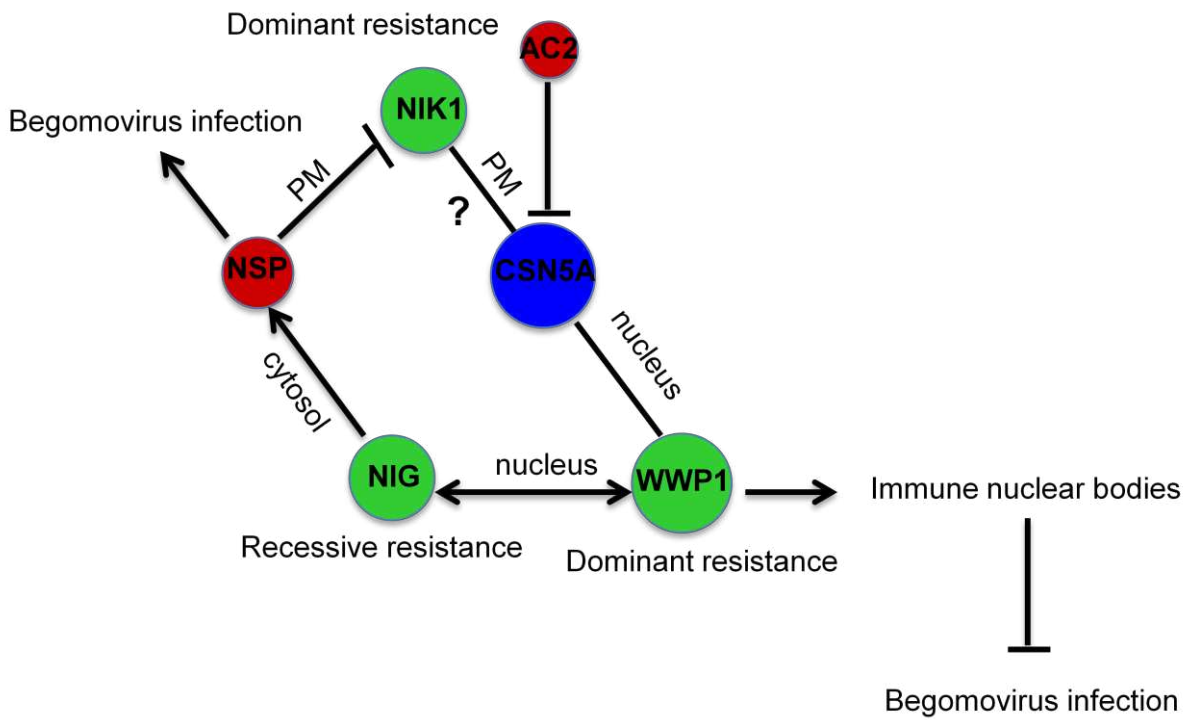 Dominant resistance
AC2
NIK1
Begomovirus infection
PM
PM
?
NSP
CSN5A
nucleus
cytosol
nucleus
NIG
WWP1
Immune nuclear bodies
Recessive resistance
Dominant resistance
Begomovirus infection